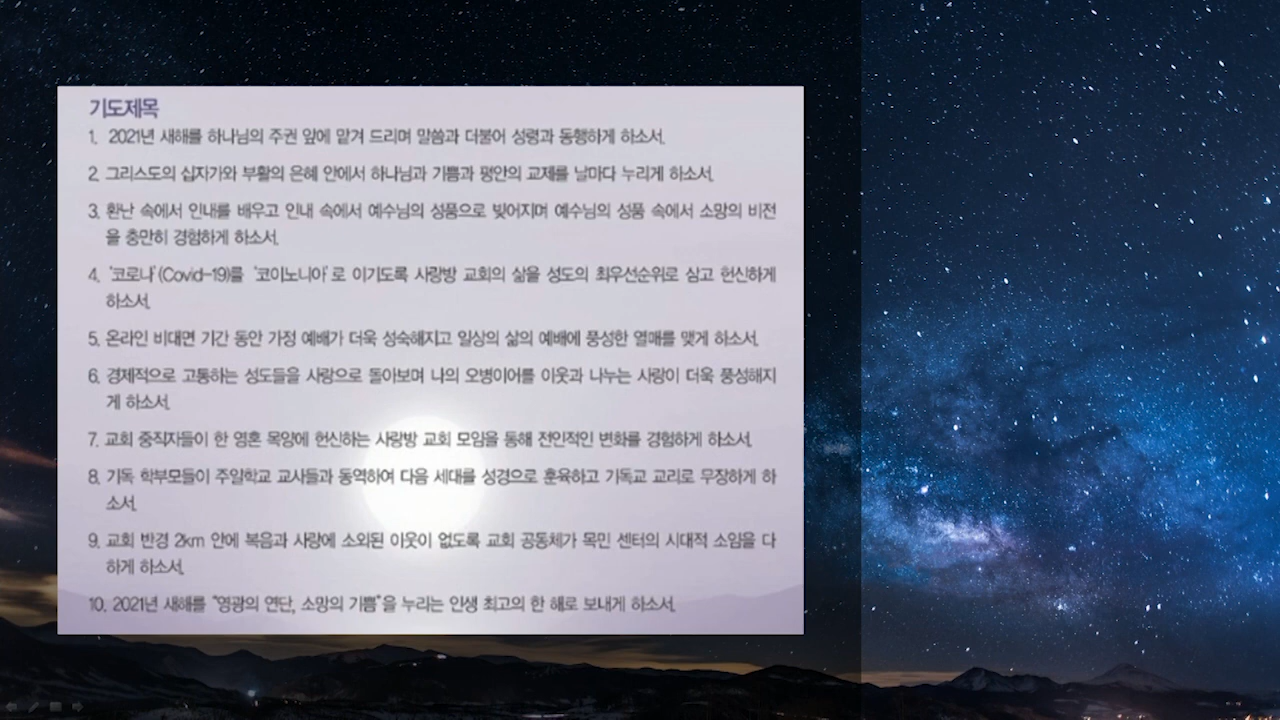 기도제목
1. 2021년 새해를 하나님의 주권 앞에 맡겨 드리며 말씀과 더불어 성령과 동행하게 하소서.
2. 그리스도의 십자가와 부활의 은혜 안에서 하나님과 기쁨과 평안의 교제를 날마다 누리게 하소서.
3. 환난 속에서 인내를 배우고 인내 속에서 예수님의 성품으로 빚어지며 예수님의 성품 속에서 소망의 비전
을 충만히 경험하게 하소서.
4. '코로나'(Covid-19)를 '코이노니아'로 이기도록 사랑방 교회의 삶을 성도의 최우선순위로 삼고 헌신하게
하소서.
5. 온라인 비대면 기간 동안 가정 예배가 더욱 성숙해지고 일상의 삶의 예배에 풍성한 열매를 맺게 하소서.
6. 경제적으로 고통하는 성도들을 사랑으로 돌아보며 나의 오병이어를 이웃과 나누는 사랑이 더욱 풍성해지
게 하소서.
7. 교회 중직자들이 한 영혼 목양에 헌신하는 사랑방 교회 모임을 통해 전인적인 변화를 경험하게 하소서.
8. 기독 학부모들이 주일학교 교사들과 동역하여 다음 세대를 성경으로 훈육하고 기독교 교리로 무장하게 하
소서.
9. 교회 반경 2km 안에 복음과 사랑에 소외된 이웃이 없도록 교회 공동체가 목민 센터의 시대적 소임을 다
하게 하소서.
10. 2021년 새해를 "영광의 연단, 소망의 기쁨"을 누리는 인생 최고의 한 해로 보내게 하소서.